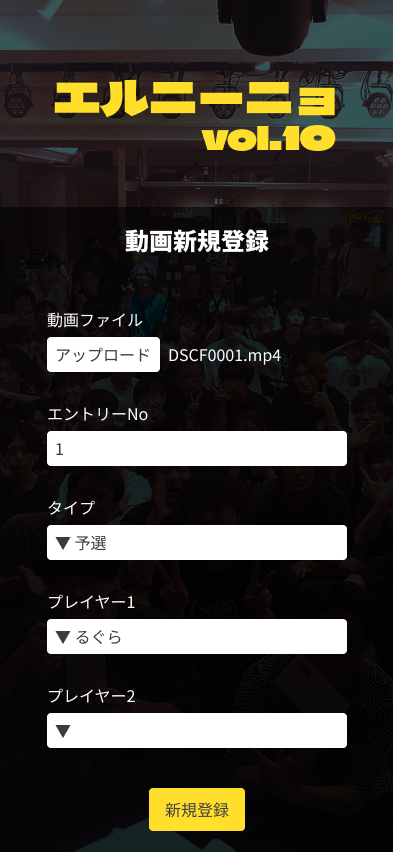 エルニーニョ
vol.10
動画新規登録
動画ファイル
アップロード DSCF0001.mp4
エントリーNo
1
タイプ
▼ 予選
プレイヤー1
▼ るぐら
プレイヤー2
▼
新規登録